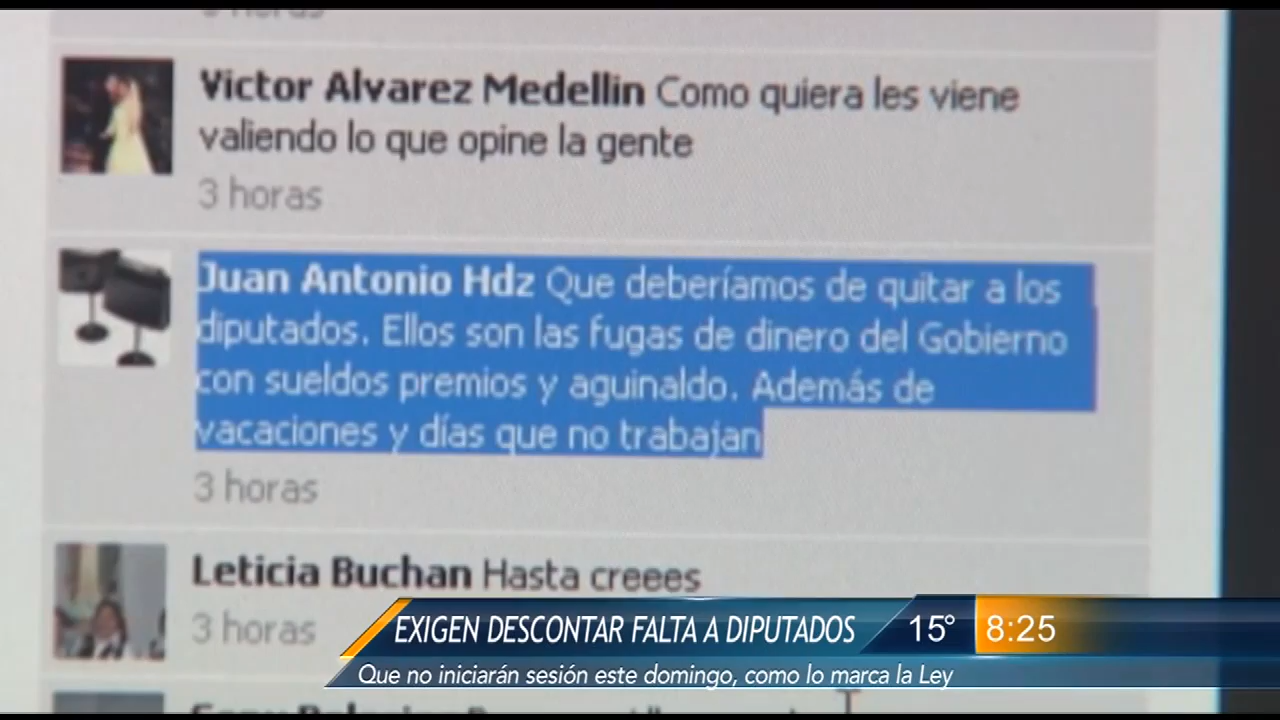 Victor Alvarez Medellin Como quiera les viene
valiendo lo que opine la gente
3 horas
Juan Antonio Hdz Que deberíamos de quitar a los
diputados. Ellos son las fugas de dinero del Gobierno
con sueldos premios y aguinaldo. Además de
vacaciones y días que no trabajan
3 horas
Leticia Buchan Hasta creees
3 horas
EXIGEN DESCONTAR FALTA A DIPUTADOS
15° 8:25
Que no iniciarán sesión este domingo, como lo marca la Ley